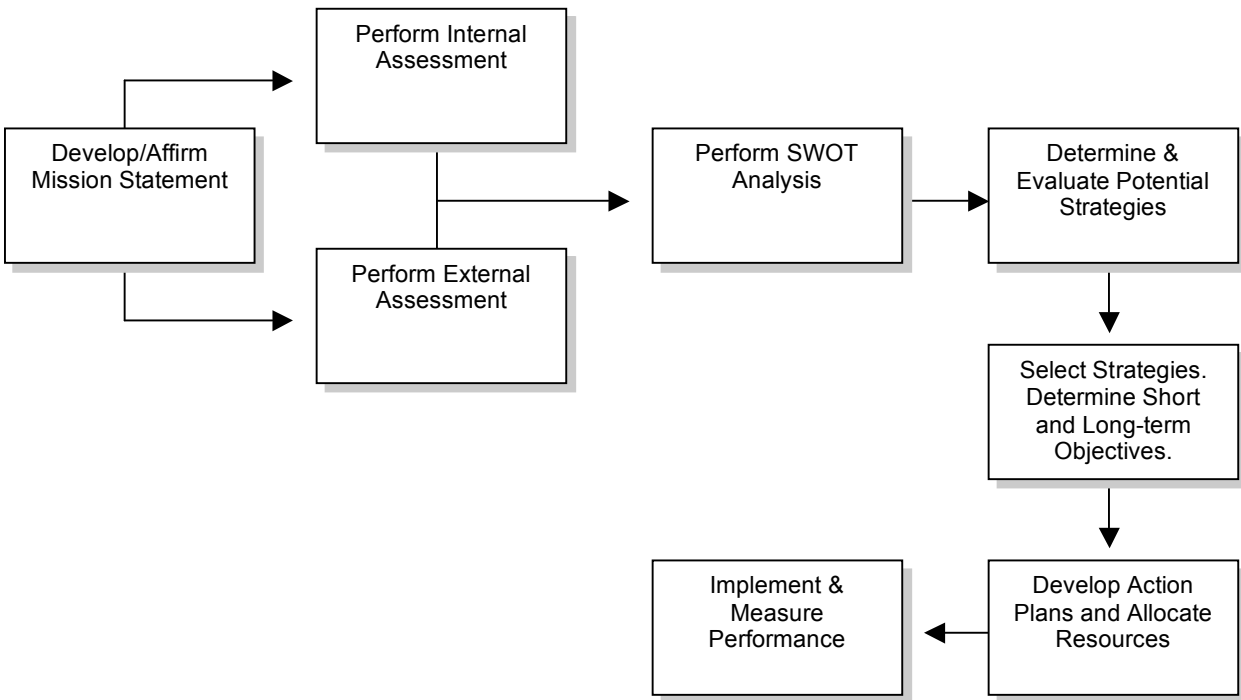 Perform Internal
Assessment
Develop/Affirm
Mission Statement
Perform External
Assessment
Perform SWOT
Analysis
Determine &
Evaluate Potential
Strategies
Select Strategies.
Determine Short
and Long-term
Objectives.
Develop Action
Plans and Allocate
Resources
Implement &
Measure
Performance